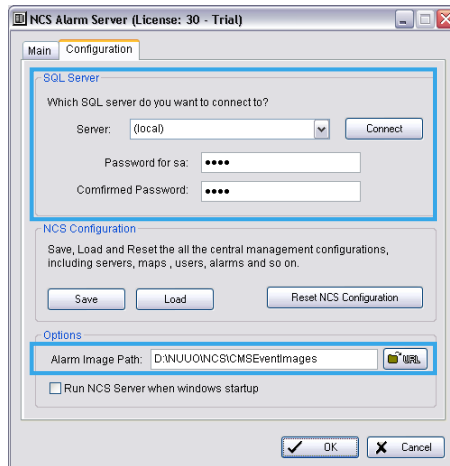 NCS Alarm Server (License: 30 - Trial)
Main Configuration
SQL Server
Which SQL server do you want to connect to?
Server: (local) Connect
Password for sa: ••••
Comfirmed Password: ••••
NCS Configuration
Save, Load and Reset the all the central management configurations,
including servers, maps , users, alarms and so on.
Save Load Reset NCS Configuration
Options
Alarm Image Path: D:\NUUO\NCS\CMSEventImages URL
Run NCS Server when windows startup
OK Cancel